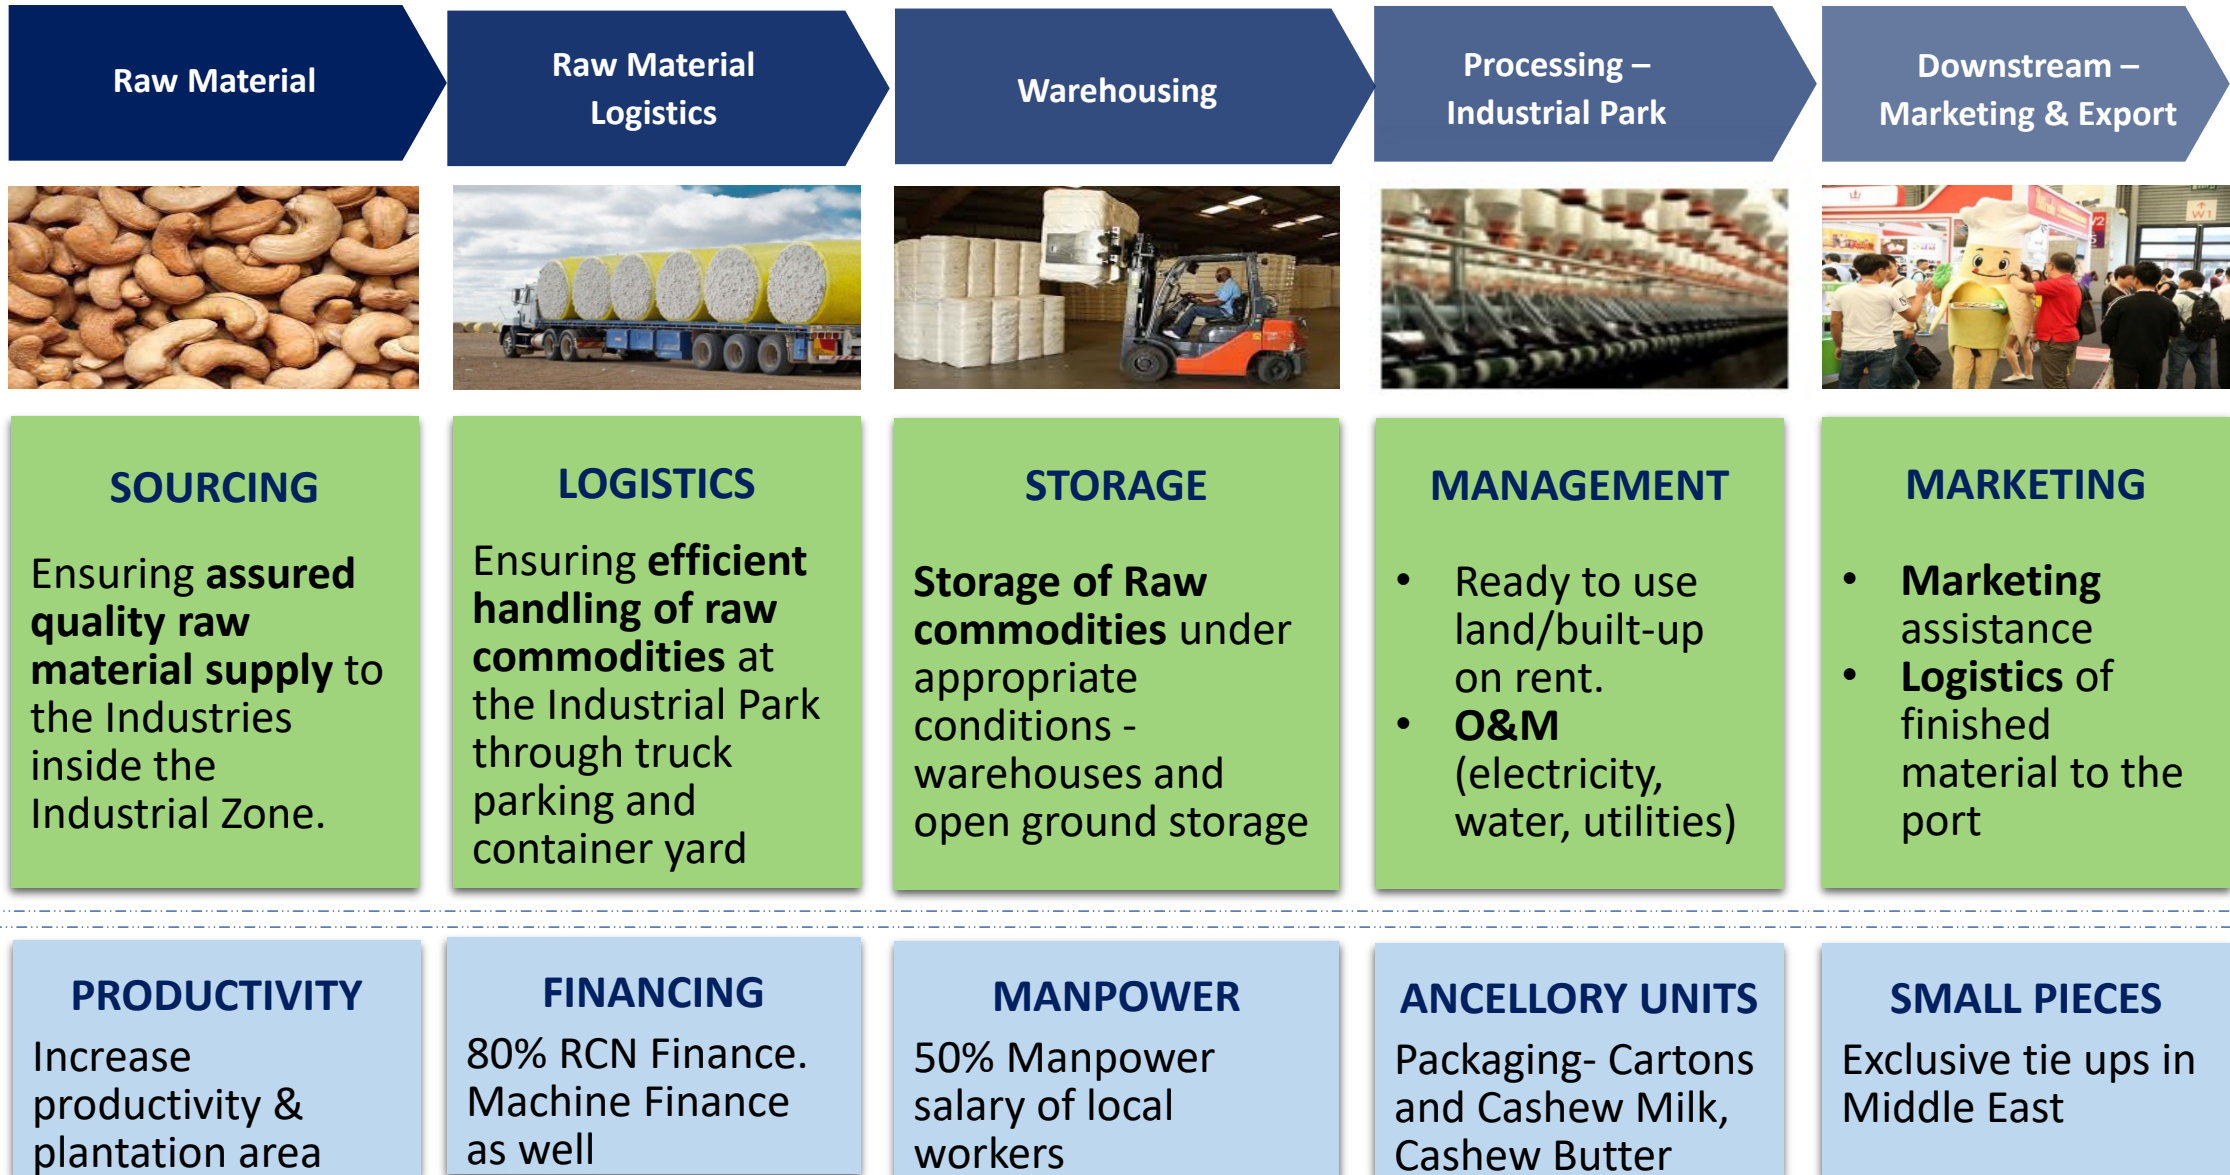 Raw Material
Raw Material
Logistics
Warehousing
Processing –
Industrial Park
Downstream –
Marketing & Export
W1
SOURCING
Ensuring assured
quality raw
material supply to
the Industries
inside the
Industrial Zone.
LOGISTICS
Ensuring efficient
handling of raw
commodities at
the Industrial Park
through truck
parking and
container yard
STORAGE
Storage of Raw
commodities under
appropriate
conditions -
warehouses and
open ground storage
MANAGEMENT
• Ready to use
land/built-up
on rent.
• O&M
(electricity,
water, utilities)
MARKETING
• Marketing
assistance
• Logistics of
finished
material to the
port
PRODUCTIVITY
Increase
productivity &
plantation area
FINANCING
80% RCN Finance.
Machine Finance
as well
MANPOWER
50% Manpower
salary of local
workers
ANCELLORY UNITS
Packaging- Cartons
and Cashew Milk,
Cashew Butter
SMALL PIECES
Exclusive tie ups in
Middle East